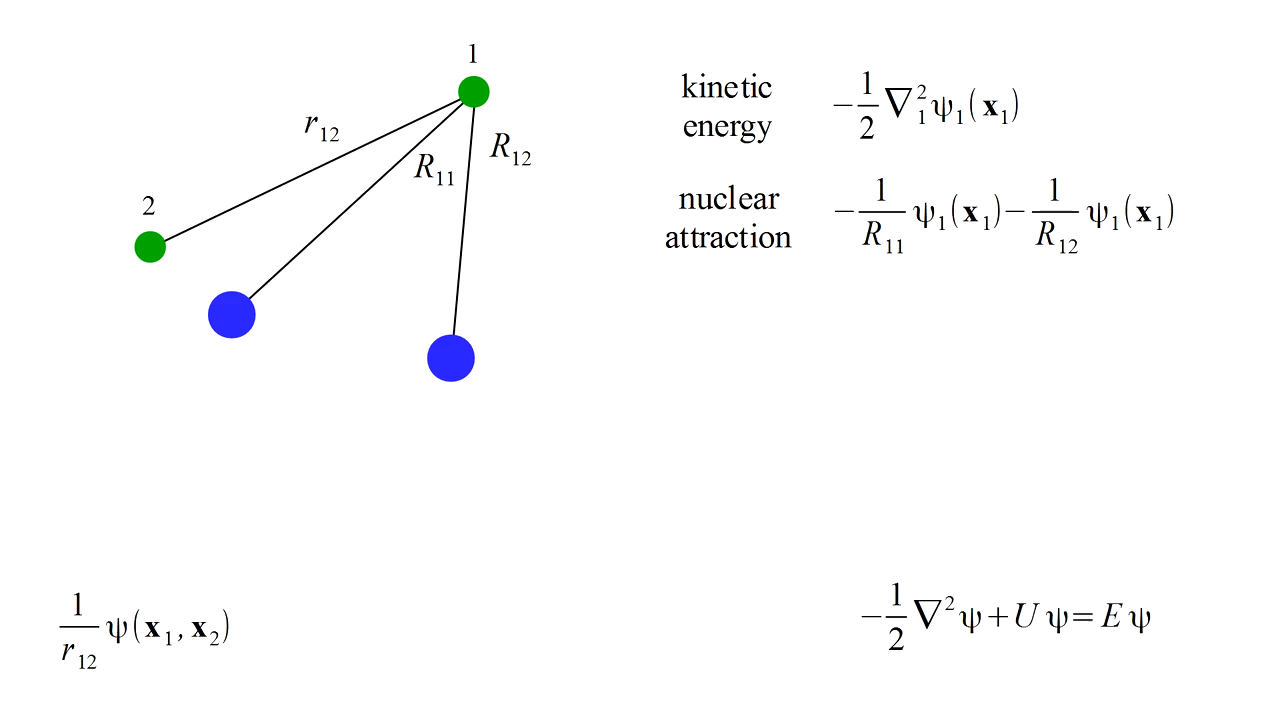 1
r₁₂
R₁₁
R₁₂
2
kinetic
energy
−1/2 ∇₁² ψ₁(x₁)
nuclear
attraction
−1/R₁₁ ψ₁(x₁) − 1/R₁₂ ψ₁(x₁)
1/r₁₂ ψ(x₁, x₂)
−1/2 ∇² ψ + U ψ = E ψ